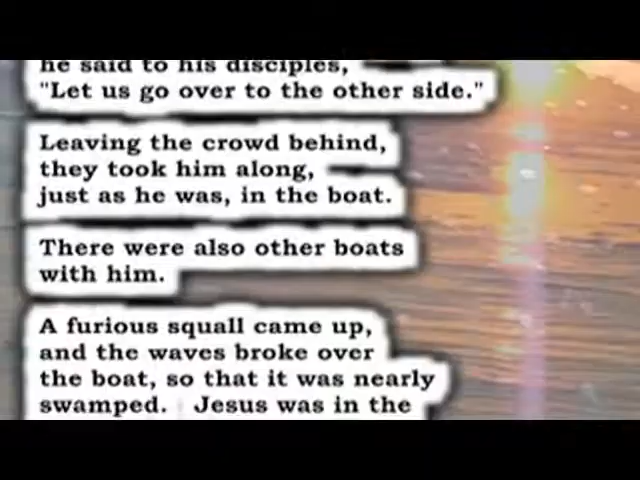 he said to his disciples,
"Let us go over to the other side."
Leaving the crowd behind,
they took him along,
just as he was, in the boat.
There were also other boats
with him.
A furious squall came up,
and the waves broke over
the boat, so that it was nearly
swamped. Jesus was in the